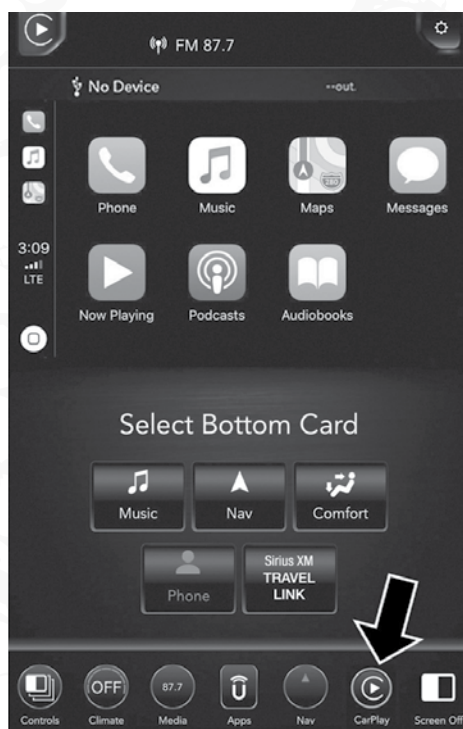 FM 87.7
No Device
--out.
Phone
Music
Maps
Messages
3:09
LTE
Now Playing
Podcasts
Audiobooks
Select Bottom Card
Music
Nav
Comfort
Phone
Sirius XM
TRAVEL
LINK
OFF
87.7
Controls
Climate
Media
Apps
Nav
CarPlay
Screen Off